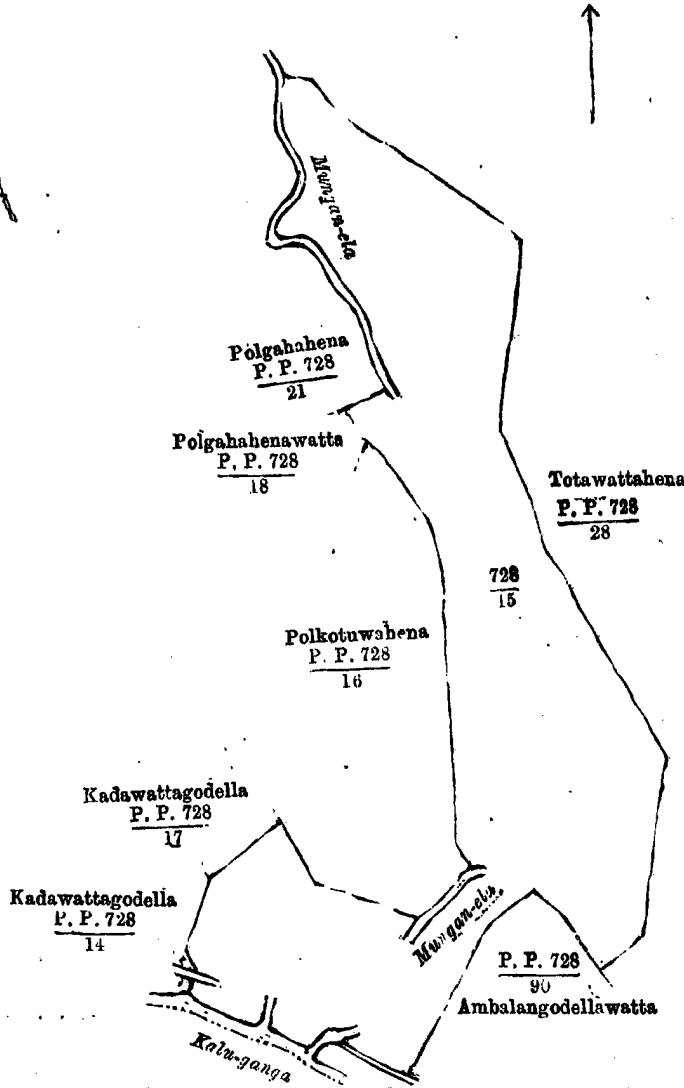 Mungan-ela
Polgahahena
P. P. 728
21
Polgahahenawatta
P. P. 728
18
Totawattahena
P. P. 728
28
728
15
Polkotuwahena
P. P. 728
16
Kadawattagodella
P. P. 728
17
Kadawattagodella
P. P. 728
14
Mungan-ela
P. P. 728
90
Ambalangodellawatta
Kalu-ganga